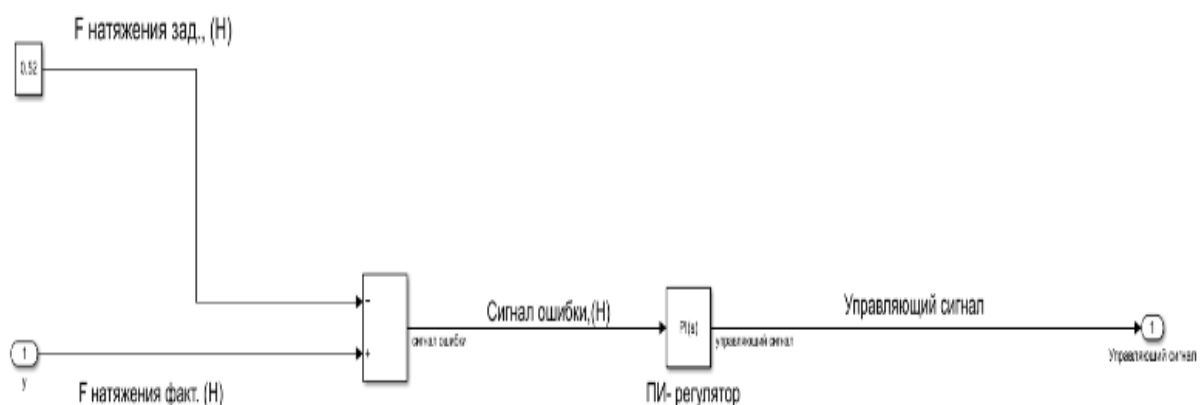 F натяжения зад., (Н)
0.52
−
Сигнал ошибки,(Н)
Управляющий сигнал
PI(s)
1
1
+
сигнал ошибки
управляющий сигнал
Управляющий сигнал
y
F натяжения факт. (Н)
ПИ- регулятор